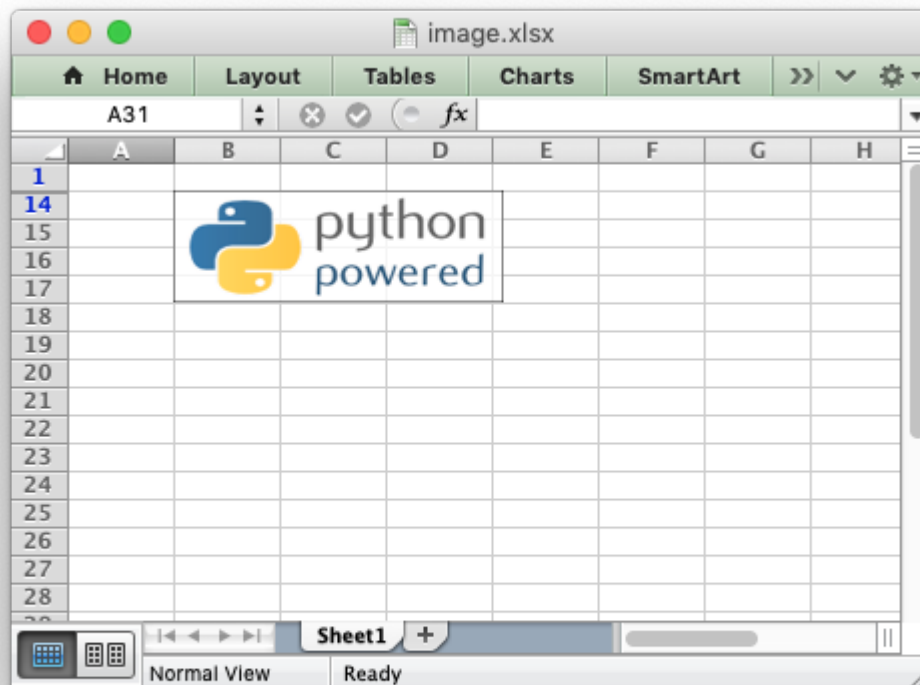 image.xlsx
Home Layout Tables Charts SmartArt
A31 fx
A B C D E F G H
1
14
15
16
17
python
powered
18
19
20
21
22
23
24
25
26
27
28
Sheet1 +
Normal View Ready